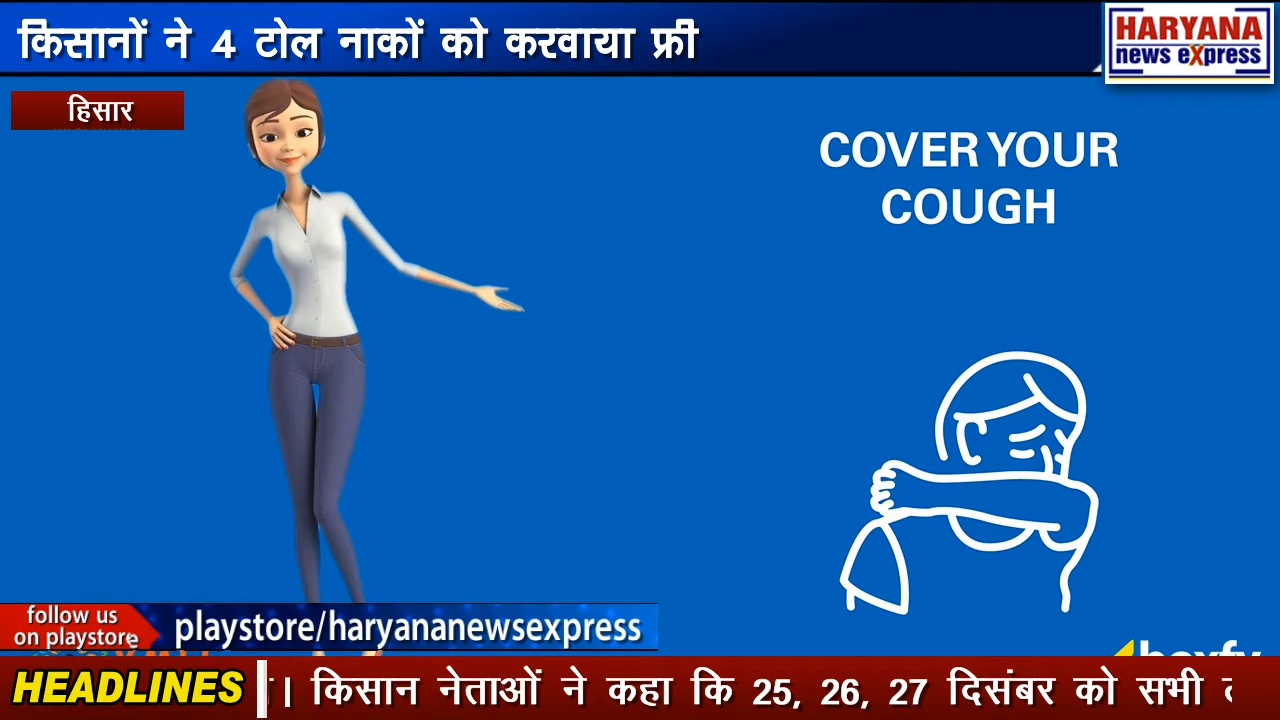 किसानों ने 4 टोल नाकों को करवाया फ्री
HARYANA
news eXpress
हिसार
COVER YOUR
COUGH
follow us
on playstore
playstore/haryananewsexpress
HEADLINES
। किसान नेताओं ने कहा कि 25, 26, 27 दिसंबर को सभी